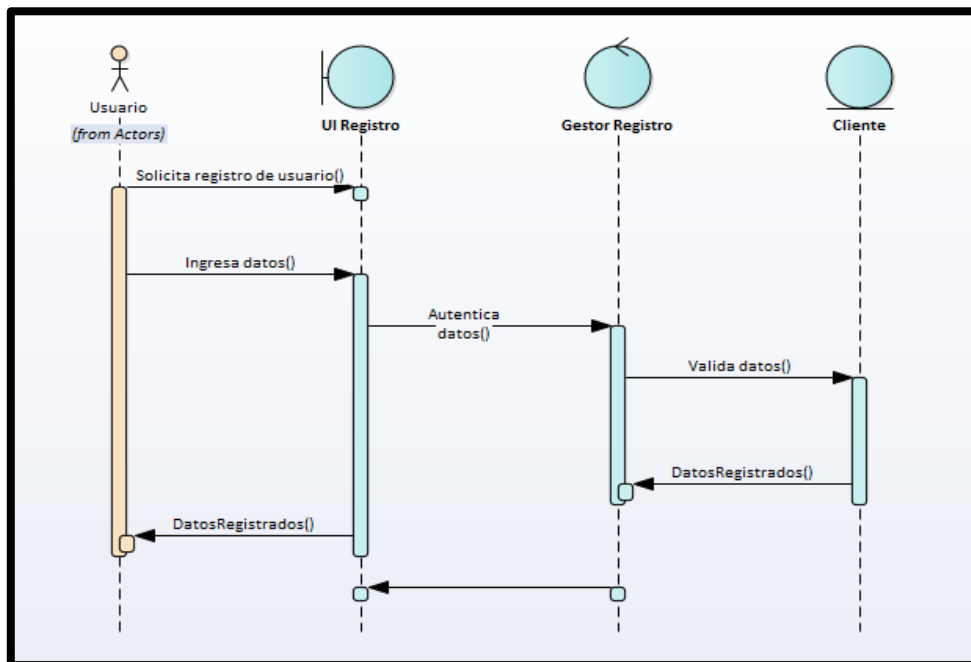 Usuario
(from Actors)
UI Registro
Gestor Registro
Cliente
Solicita registro de usuario()
Ingresa datos()
Autentica
datos()
Valida datos()
DatosRegistrados()
DatosRegistrados()